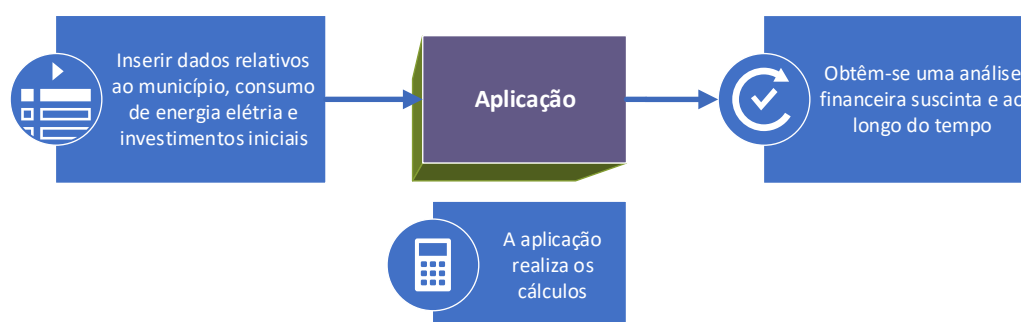 Inserir dados relativos
ao município, consumo
de energia elétria e
investimentos iniciais
Aplicação
Obtêm-se uma análise
financeira suscinta e ao
longo do tempo
A aplicação
realiza os
cálculos